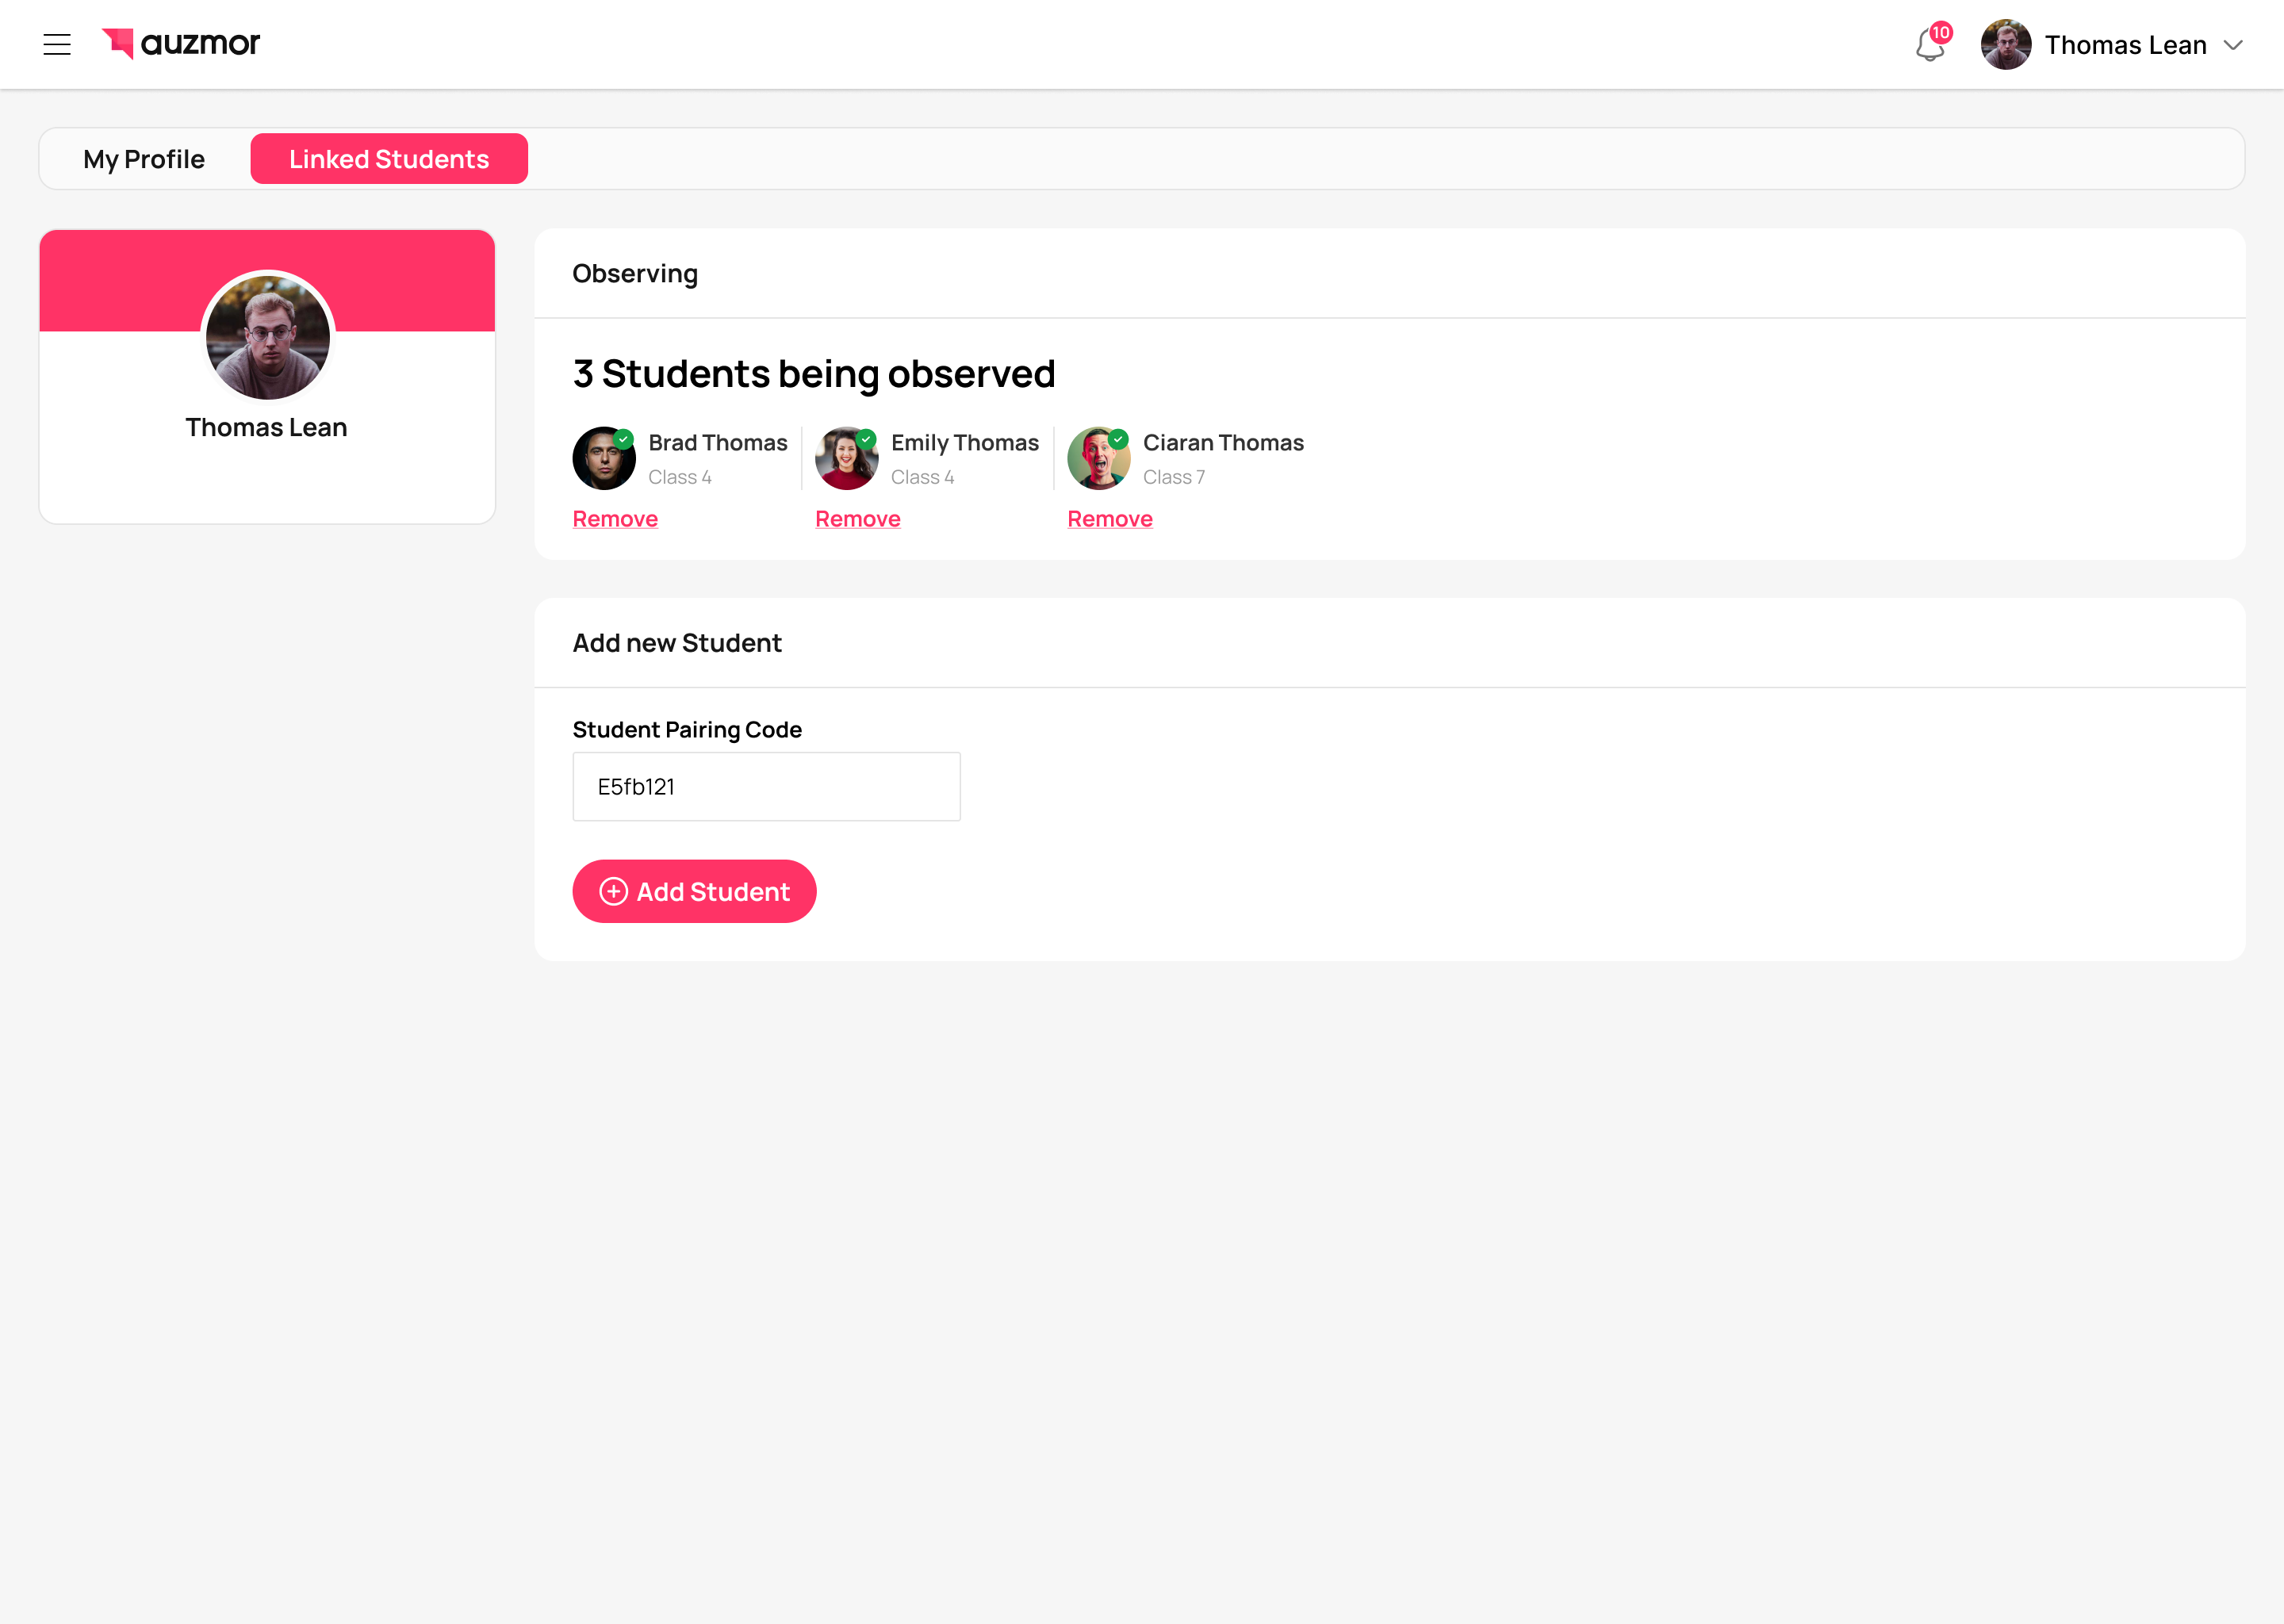 auzmor
10
Thomas Lean
My Profile
Linked Students
Thomas Lean
Observing
3 Students being observed
Brad Thomas
Class 4
Remove
Emily Thomas
Class 4
Remove
Ciaran Thomas
Class 7
Remove
Add new Student
Student Pairing Code
E5fb121
Add Student